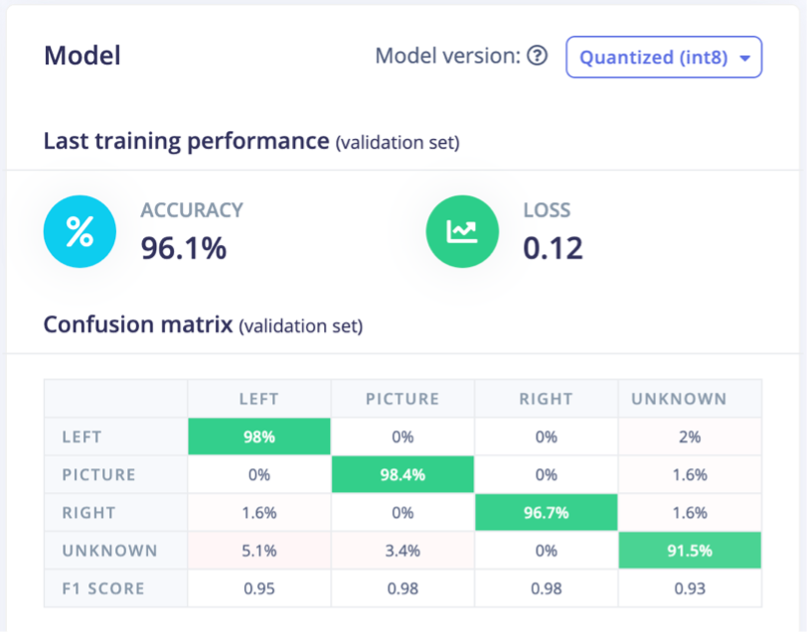 Model Model version: ? Quantized (int8)
Last training performance (validation set)
% ACCURACY LOSS
96.1% 0.12
Confusion matrix (validation set)
LEFT PICTURE RIGHT UNKNOWN
LEFT 98% 0% 0% 2%
PICTURE 0% 98.4% 0% 1.6%
RIGHT 1.6% 0% 96.7% 1.6%
UNKNOWN 5.1% 3.4% 0% 91.5%
F1 SCORE 0.95 0.98 0.98 0.93